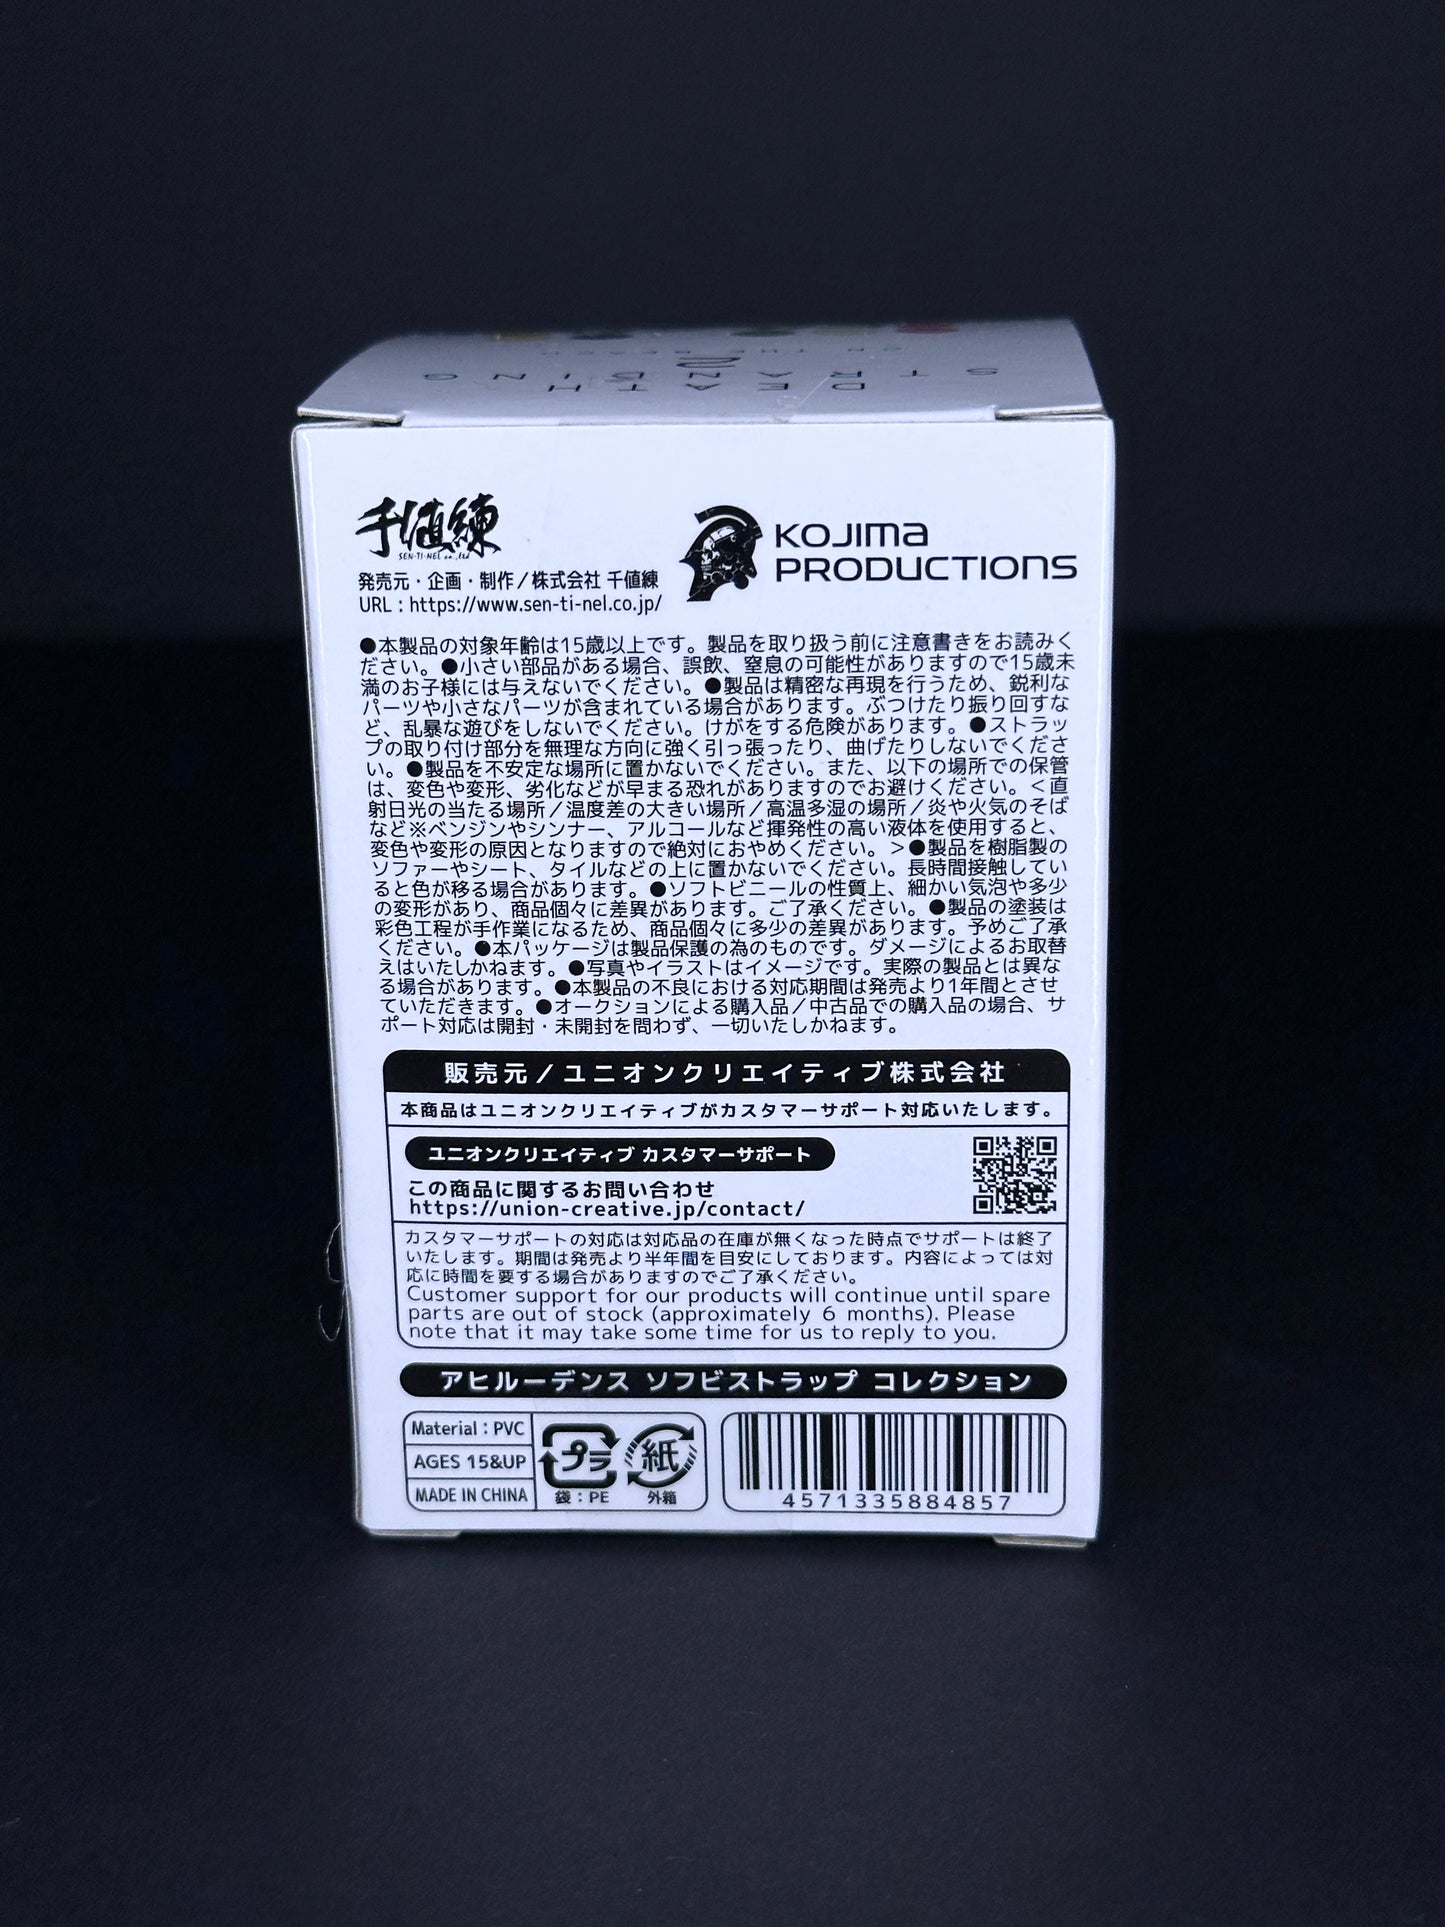 DEATH
STRANDING
2
ON THE BEACH
千値練
SEN-TI-NEL co.,ltd.
発売元・企画・制作／株式会社 千値練
URL : https://www.sen-ti-nel.co.jp/
KOJIMA
PRODUCTIONS
●本製品の対象年齢は15歳以上です。製品を取り扱う前に注意書きをお読みく
ださい。●小さい部品がある場合、誤飲、窒息の可能性がありますので15歳未
満のお子様には与えないでください。●製品は精密な再現を行うため、鋭利な
パーツや小さなパーツが含まれている場合があります。ぶつけたり振り回すな
ど、乱暴な遊びをしないでください。けがをする危険があります。●ストラッ
プの取り付け部分を無理な方向に強く引っ張ったり、曲げたりしないでくださ
い。●製品を不安定な場所に置かないでください。また、以下の場所での保管
は、変色や変形、劣化などが早まる恐れがありますのでお避けください。＜直
射日光の当たる場所／温度差の大きい場所／高温多湿の場所／炎や火気のそば
など※ベンジンやシンナー、アルコールなど揮発性の高い液体を使用すると、
変色や変形の原因となりますので絶対におやめください。＞●製品を樹脂製の
ソファーやシート、タイルなどの上に置かないでください。長時間接触してい
ると色が移る場合があります。●ソフトビニールの性質上、細かい気泡や多少
の変形があり、商品個々に差異があります。ご了承ください。●製品の塗装は
彩色工程が手作業になるため、商品個々に多少の差異があります。予めご了承
ください。●本パッケージは製品保護の為のものです。ダメージによるお取替
えはいたしかねます。●写真やイラストはイメージです。実際の製品とは異な
る場合があります。●本製品の不良における対応期間は発売より1年間とさせ
ていただきます。●オークションによる購入品／中古品での購入品の場合、サ
ポート対応は開封・未開封を問わず、一切いたしかねます。
販売元／ユニオンクリエイティブ株式会社
本商品はユニオンクリエイティブがカスタマーサポート対応いたします。
ユニオンクリエイティブ カスタマーサポート
この商品に関するお問い合わせ
https://union-creative.jp/contact/
カスタマーサポートの対応は対応品の在庫が無くなった時点でサポートは終了
いたします。期間は発売より半年間を目安にしております。内容によっては対
応に時間を要する場合がありますのでご了承ください。
Customer support for our products will continue until spare
parts are out of stock (approximately 6 months). Please
note that it may take some time for us to reply to you.
アヒルーデンス ソフビストラップ コレクション
Material : PVC
AGES 15&UP
MADE IN CHINA
プラ
袋：PE
紙
外箱
4571335884857